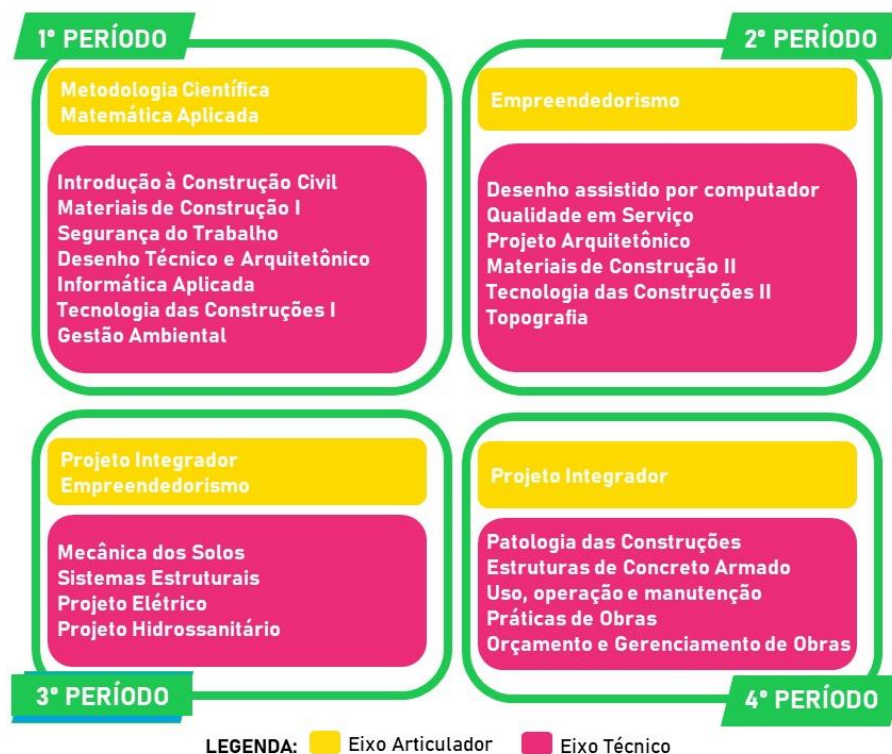 1° PERÍODO
Metodologia Científica
Matemática Aplicada
Introdução à Construção Civil
Materiais de Construção I
Segurança do Trabalho
Desenho Técnico e Arquitetônico
Informática Aplicada
Tecnologia das Construções I
Gestão Ambiental
2° PERÍODO
Empreendedorismo
Desenho assistido por computador
Qualidade em Serviço
Projeto Arquitetônico
Materiais de Construção II
Tecnologia das Construções II
Topografia
Projeto Integrador
Empreendedorismo
Mecânica dos Solos
Sistemas Estruturais
Projeto Elétrico
Projeto Hidrossanitário
3° PERÍODO
Projeto Integrador
Patologia das Construções
Estruturas de Concreto Armado
Uso, operação e manutenção
Práticas de Obras
Orçamento e Gerenciamento de Obras
4° PERÍODO
LEGENDA: Eixo Articulador Eixo Técnico